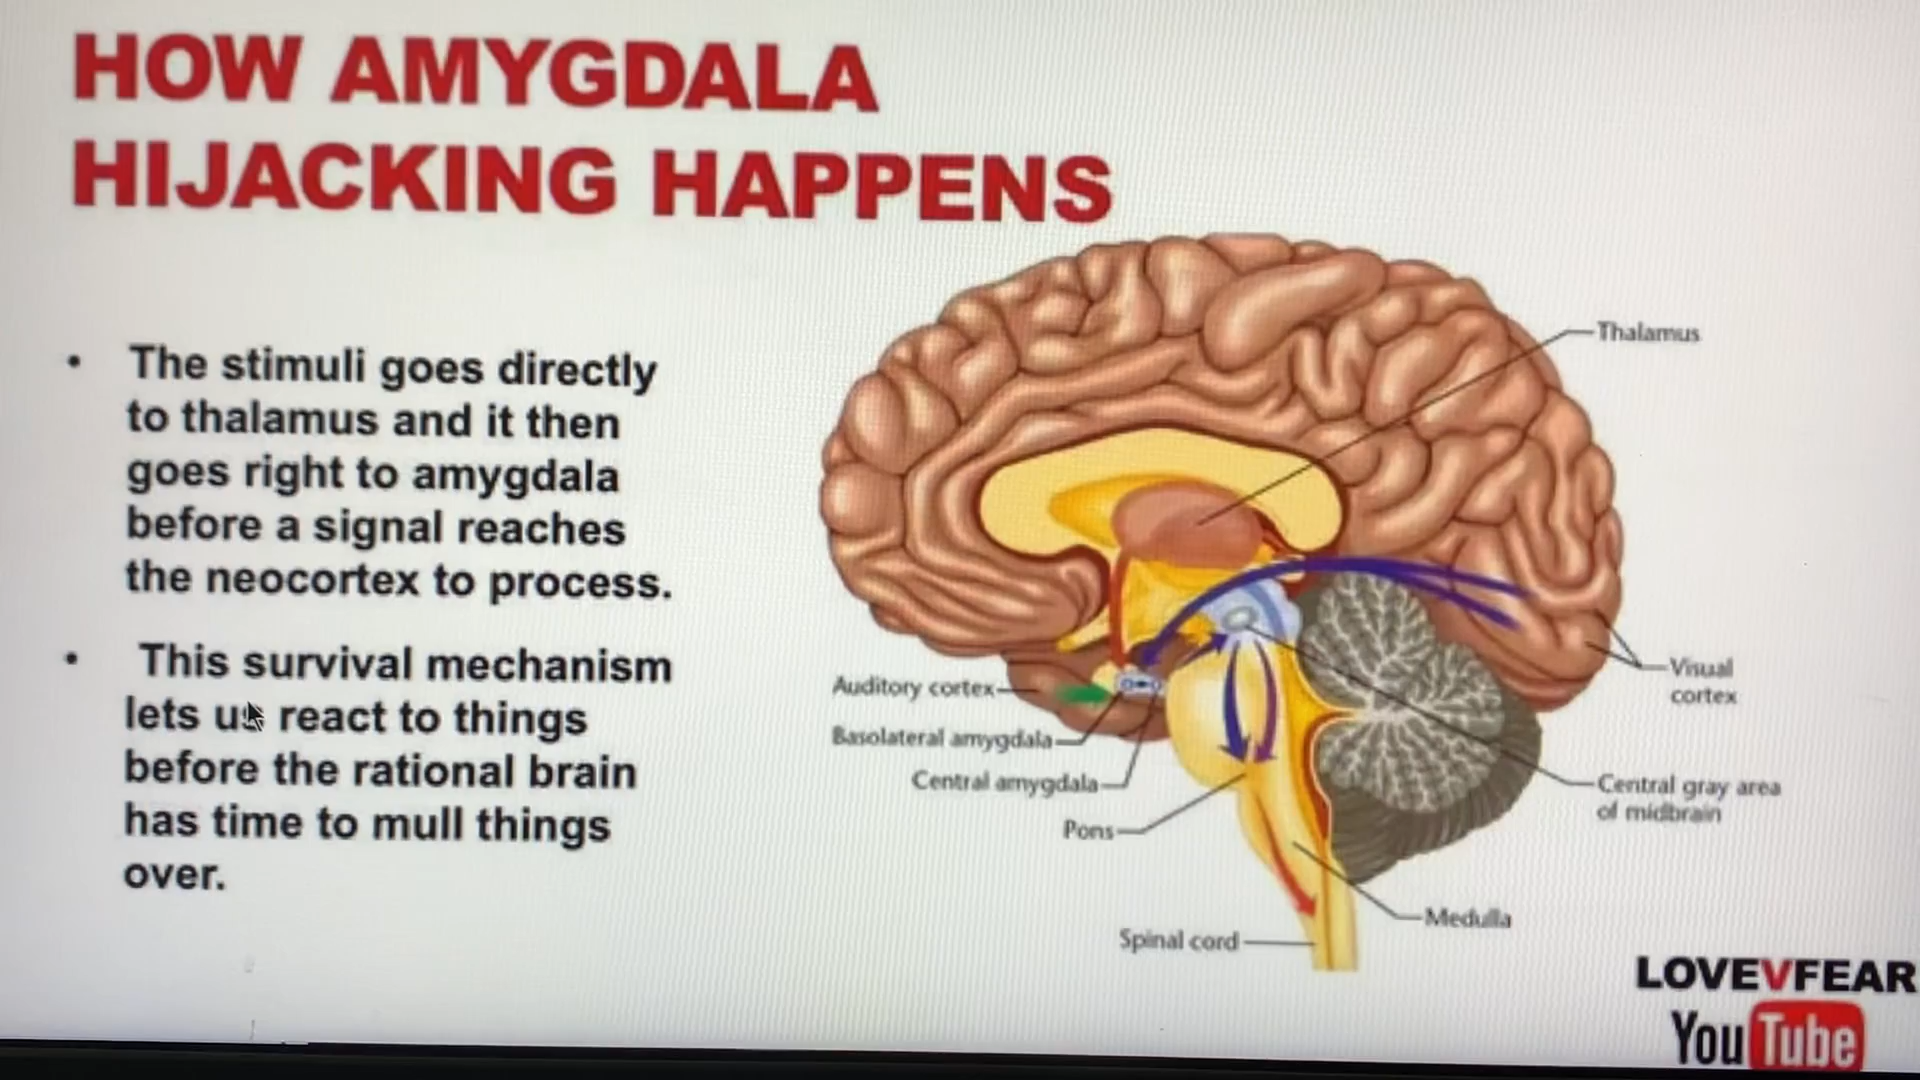 HOW AMYGDALA
HIJACKING HAPPENS
• The stimuli goes directly
to thalamus and it then
goes right to amygdala
before a signal reaches
the neocortex to process.
• This survival mechanism
lets us react to things
before the rational brain
has time to mull things
over.
Thalamus
Auditory cortex
Basolateral amygdala
Central amygdala
Pons
Spinal cord
Visual
cortex
Central gray area
of midbrain
Medulla
LOVEVFEAR
YouTube